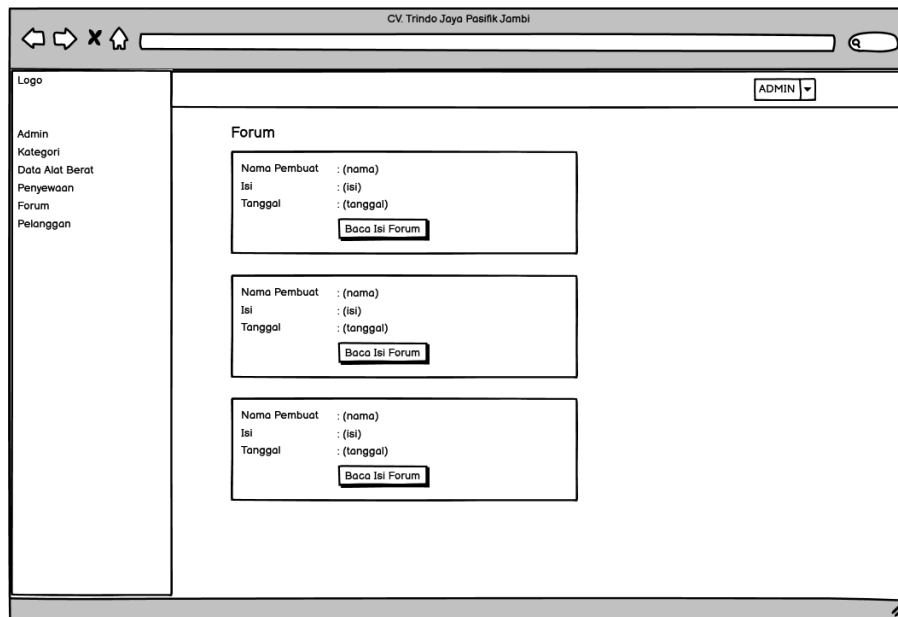 CV. Trindo Jaya Pasifik Jambi
Logo
ADMIN
Admin
Kategori
Data Alat Berat
Penyewaan
Forum
Pelanggan
Forum
Nama Pembuat : (nama)
Isi : (isi)
Tanggal : (tanggal)
Baca Isi Forum
Nama Pembuat : (nama)
Isi : (isi)
Tanggal : (tanggal)
Baca Isi Forum
Nama Pembuat : (nama)
Isi : (isi)
Tanggal : (tanggal)
Baca Isi Forum